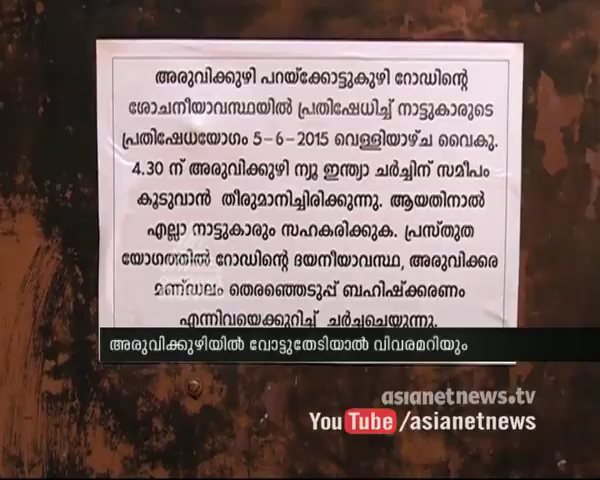 അരുവിക്കുഴി പറയ്ക്കോട്ടുകുഴി റോഡിന്റെ
ശോചനീയാവസ്ഥയിൽ പ്രതിഷേധിച്ച് നാട്ടുകാരുടെ
പ്രതിഷേധയോഗം 5-6-2015 വെള്ളിയാഴ്ച വൈകു.
4.30 ന് അരുവിക്കുഴി ന്യൂ ഇന്ത്യാ ചർച്ചിന് സമീപം
കൂടുവാൻ തീരുമാനിച്ചിരിക്കുന്നു. ആയതിനാൽ
എല്ലാ നാട്ടുകാരും സഹകരിക്കുക. പ്രസ്തുത
യോഗത്തിൽ റോഡിന്റെ ദയനീയാവസ്ഥ, അരുവിക്കര
മണ്ഡലം തെരഞ്ഞെടുപ്പ് ബഹിഷ്ക്കരണം
എന്നിവയെക്കുറിച്ച് ചർച്ചചെയ്യുന്നു.
അരുവിക്കുഴിയിൽ വോട്ടുതേടിയാൽ വിവരമറിയും
asianetnews.tv
YouTube/asianetnews